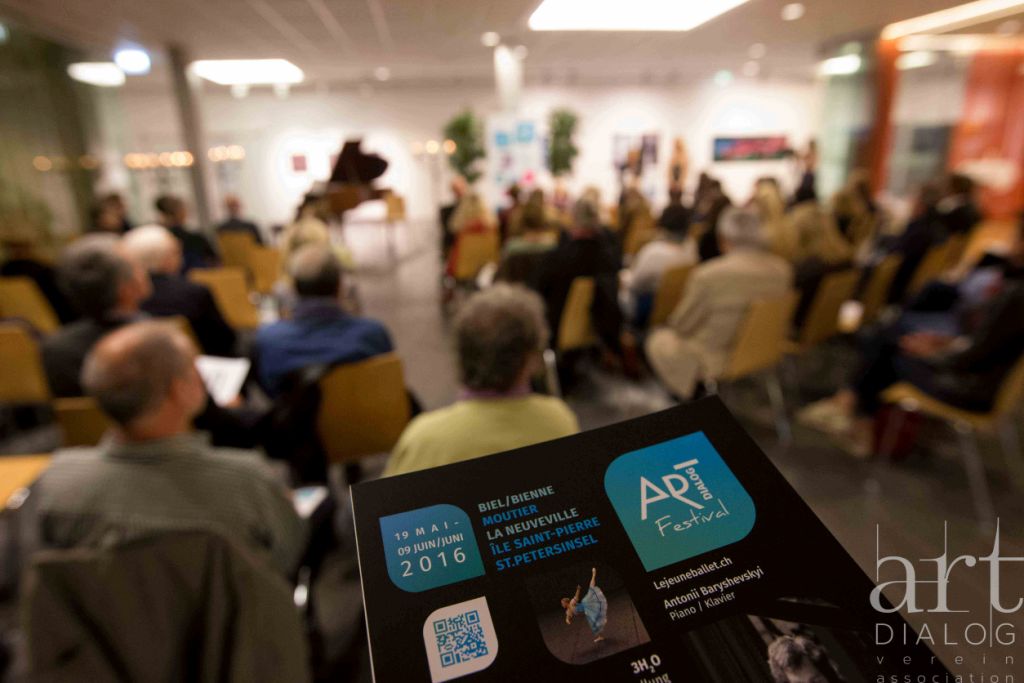 19 MAI -
09 JUIN/JUNI
2016
BIEL/BIENNE
MOUTIER
LA NEUVEVILLE
ÎLE SAINT-PIERRE
ST.PETERSINSEL
ART
DIALOG
Festival
Lejeuneballet.ch
Antonii Baryshevskyi
Piano / Klavier
3H2O
art
DIALOG
verein
association